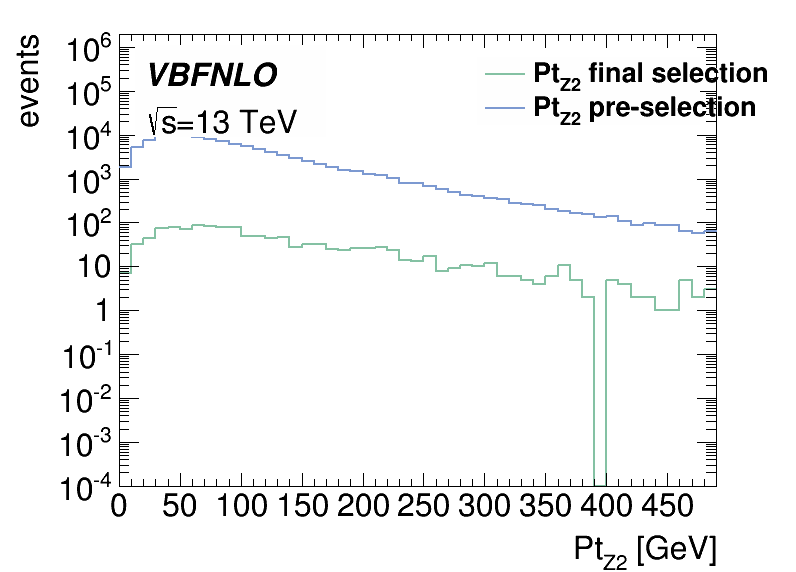 events
10^6
10^5
10^4
10^3
10^2
10
1
10^-1
10^-2
10^-3
10^-4
VBFNLO
√s=13 TeV
Pt_Z2 final selection
Pt_Z2 pre-selection
0 50 100 150 200 250 300 350 400 450
Pt_Z2 [GeV]